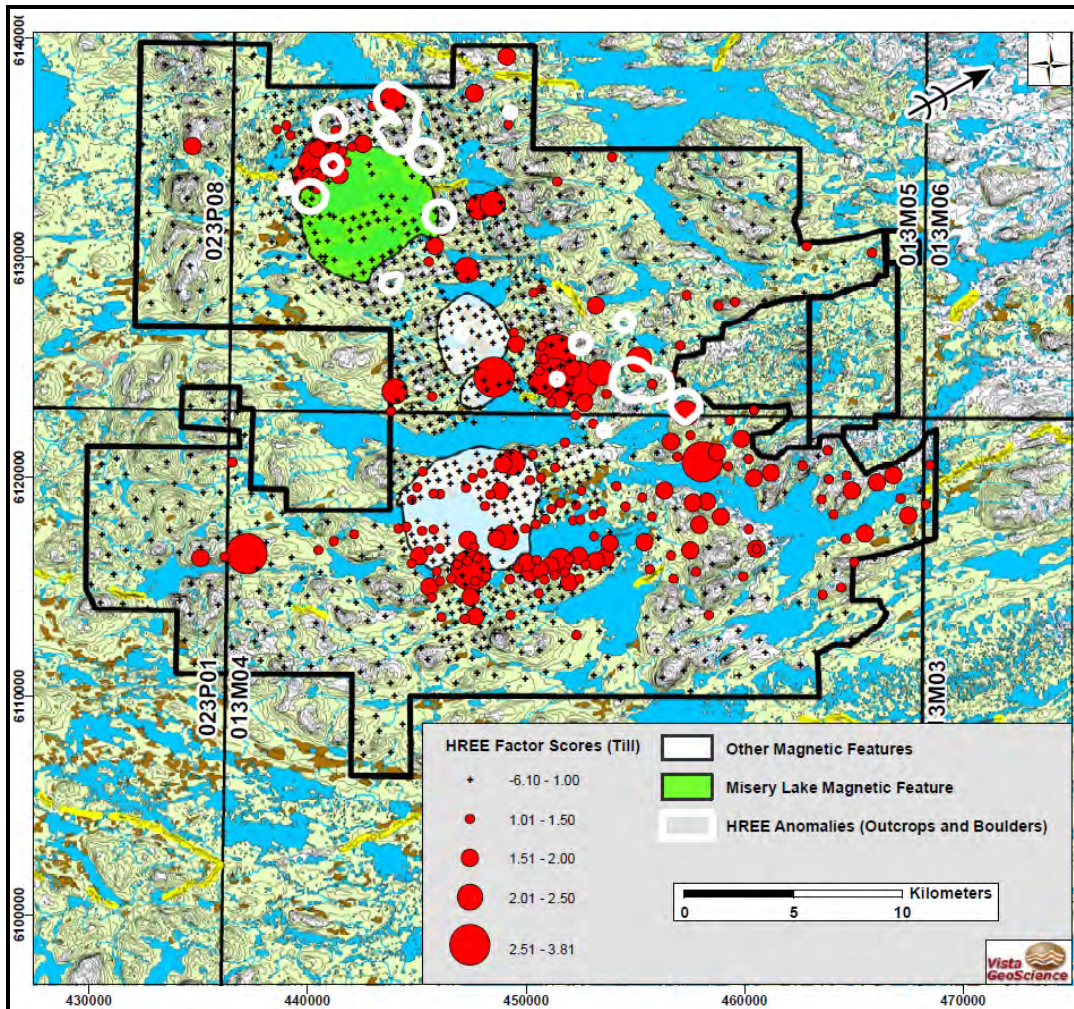 6140000
6130000
6120000
6110000
6100000
N
023P08
013M05
013M06
023P01
013M04
13M03
HREE Factor Scores (Till)
-6.10 - 1.00
1.01 - 1.50
1.51 - 2.00
2.01 - 2.50
2.51 - 3.81
Other Magnetic Features
Misery Lake Magnetic Feature
HREE Anomalies (Outcrops and Boulders)
Kilometers
0 5 10
Vista
GeoScience
430000 440000 450000 460000 470000